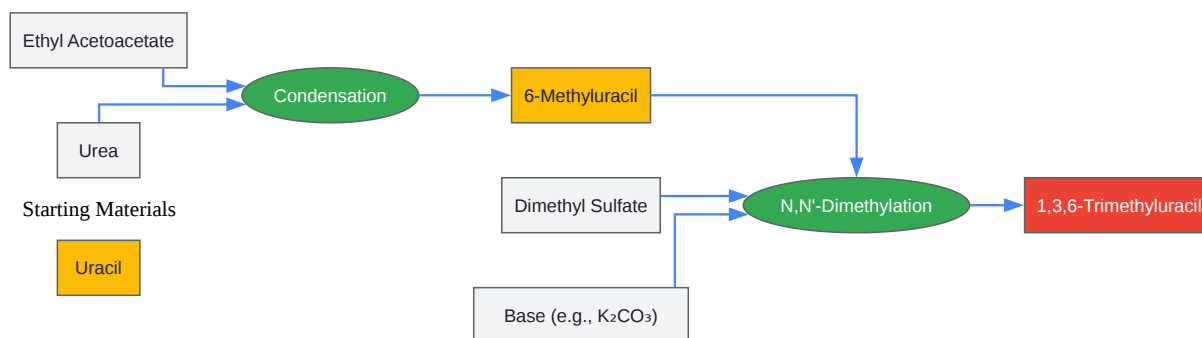 Ethyl Acetoacetate
Condensation
6-Methyluracil
Urea
Dimethyl Sulfate
N,N'-Dimethylation
1,3,6-Trimethyluracil
Starting Materials
Uracil
Base (e.g., K₂CO₃)